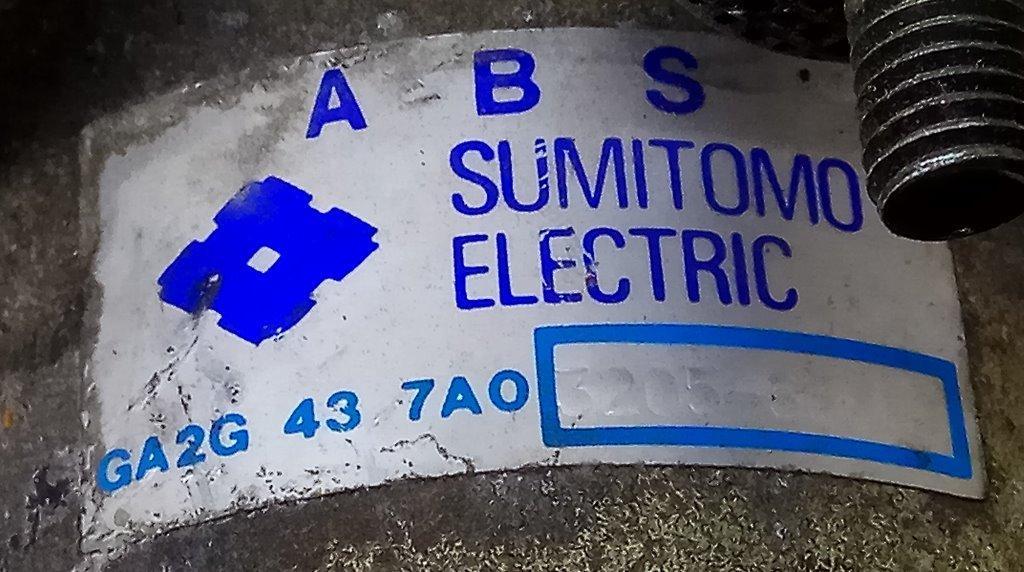 A B S
SUMITOMO
ELECTRIC
GA2G 43 7A0